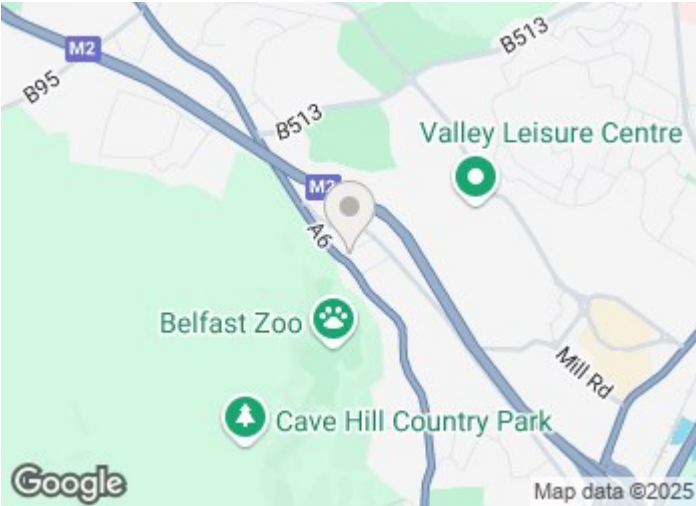 M2
B513
B95
B513
Valley Leisure Centre
M2
A6
Belfast Zoo
Mill Rd
Cave Hill Country Park
Google
Map data ©2025